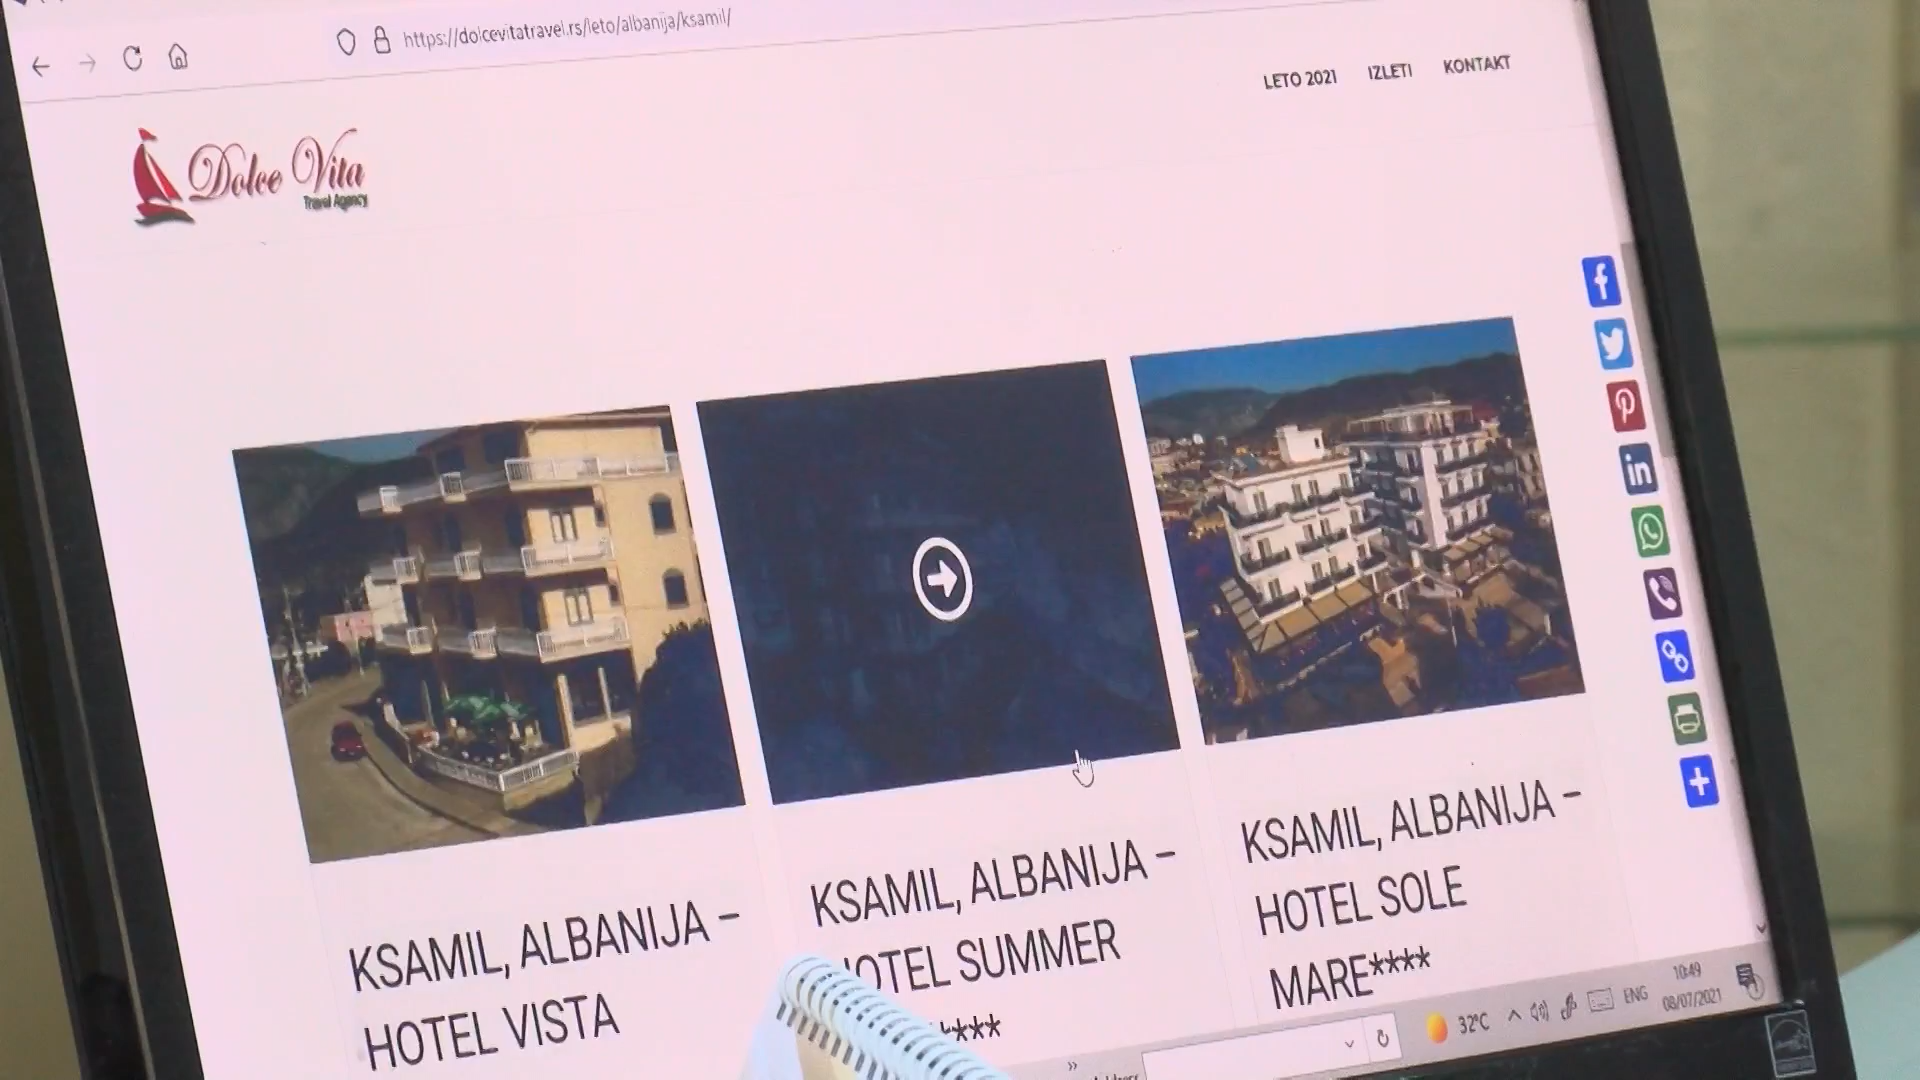 https://dolcevitatravel.rs/leto/albanija/ksamil/
LETO 2021 IZLETI KONTAKT
Dolce Vita
Travel Agency
KSAMIL, ALBANIJA –
HOTEL VISTA
KSAMIL, ALBANIJA –
HOTEL SUMMER
****
KSAMIL, ALBANIJA –
HOTEL SOLE
MARE****
32°C
ENG
10:49
08/07/2021